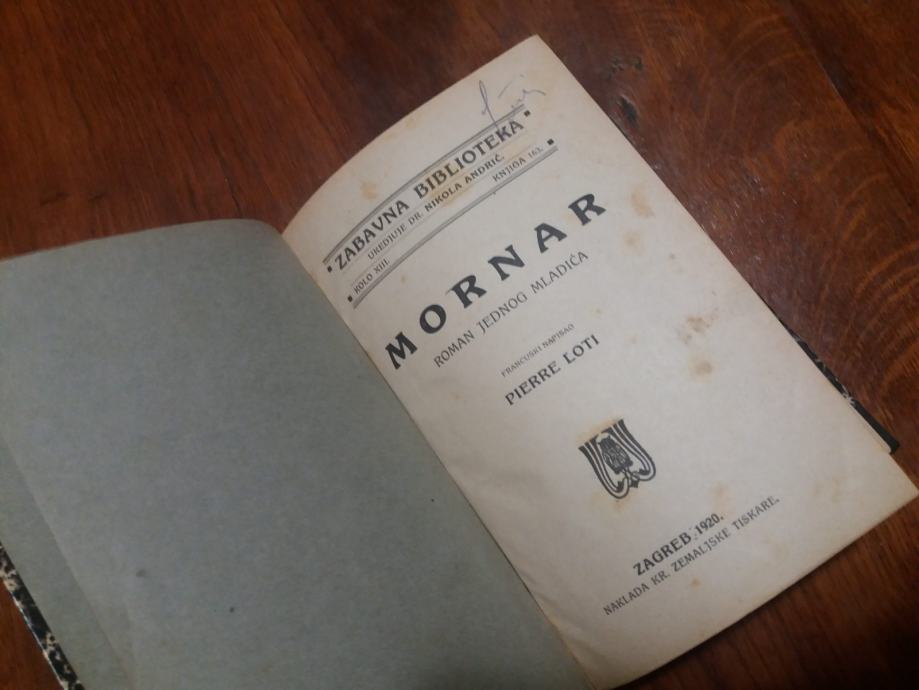 ZABAVNA BIBLIOTEKA
UREDJUJE DR. NIKOLA ANDRIĆ.
KOLO XIII. KNJIGA 163.
MORNAR
ROMAN JEDNOG MLADIĆA
FRANCUSKI NAPISAO
PIERRE LOTI
ZAGREB, 1920.
NAKLADA KR. ZEMALJSKE TISKARE.